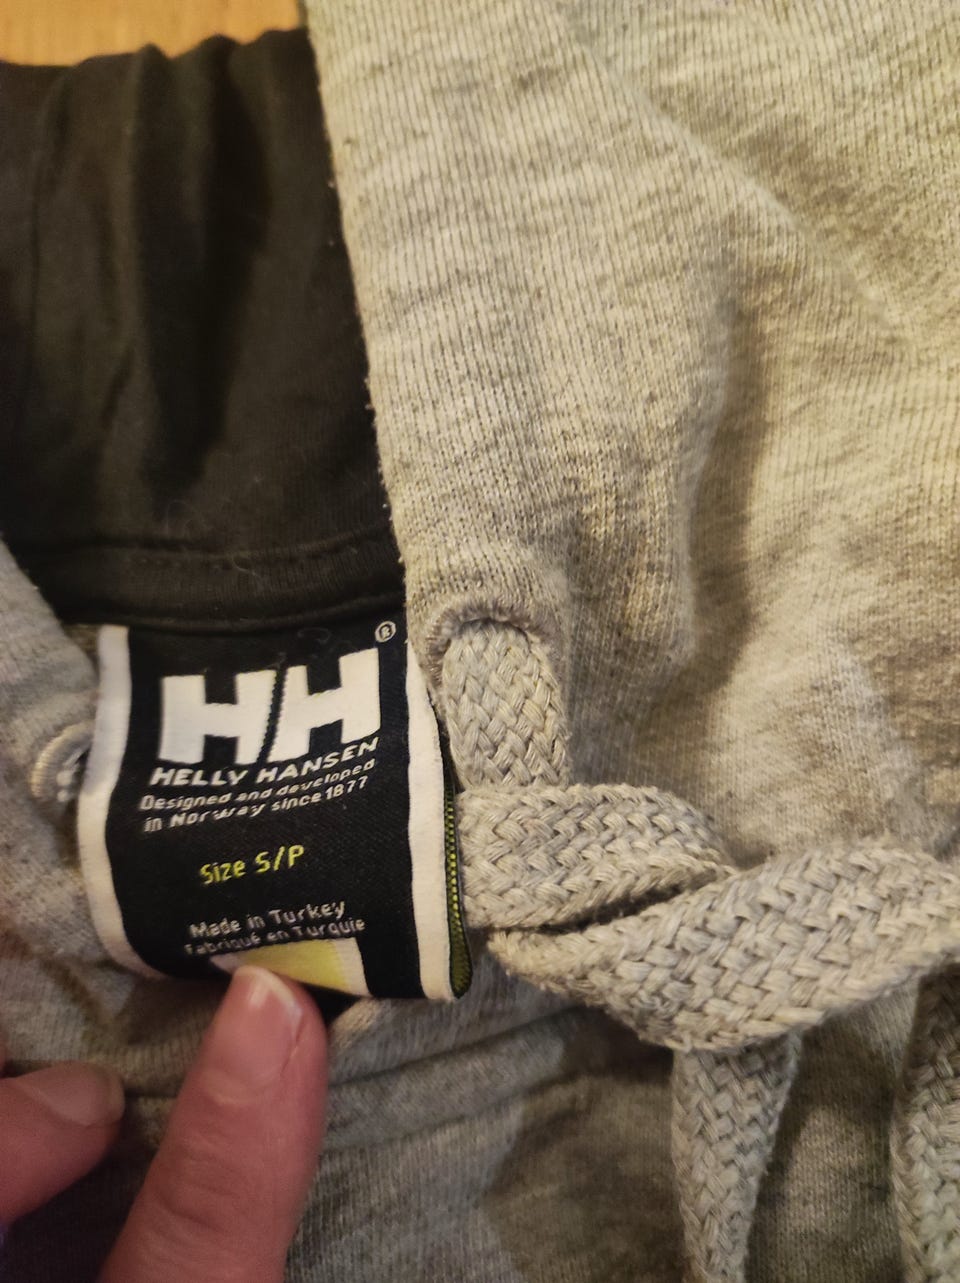 HH®
HELLY HANSEN
Designed and developed
in Norway since 1877
Size S/P
Made in Turkey
Fabriqué en Turquie